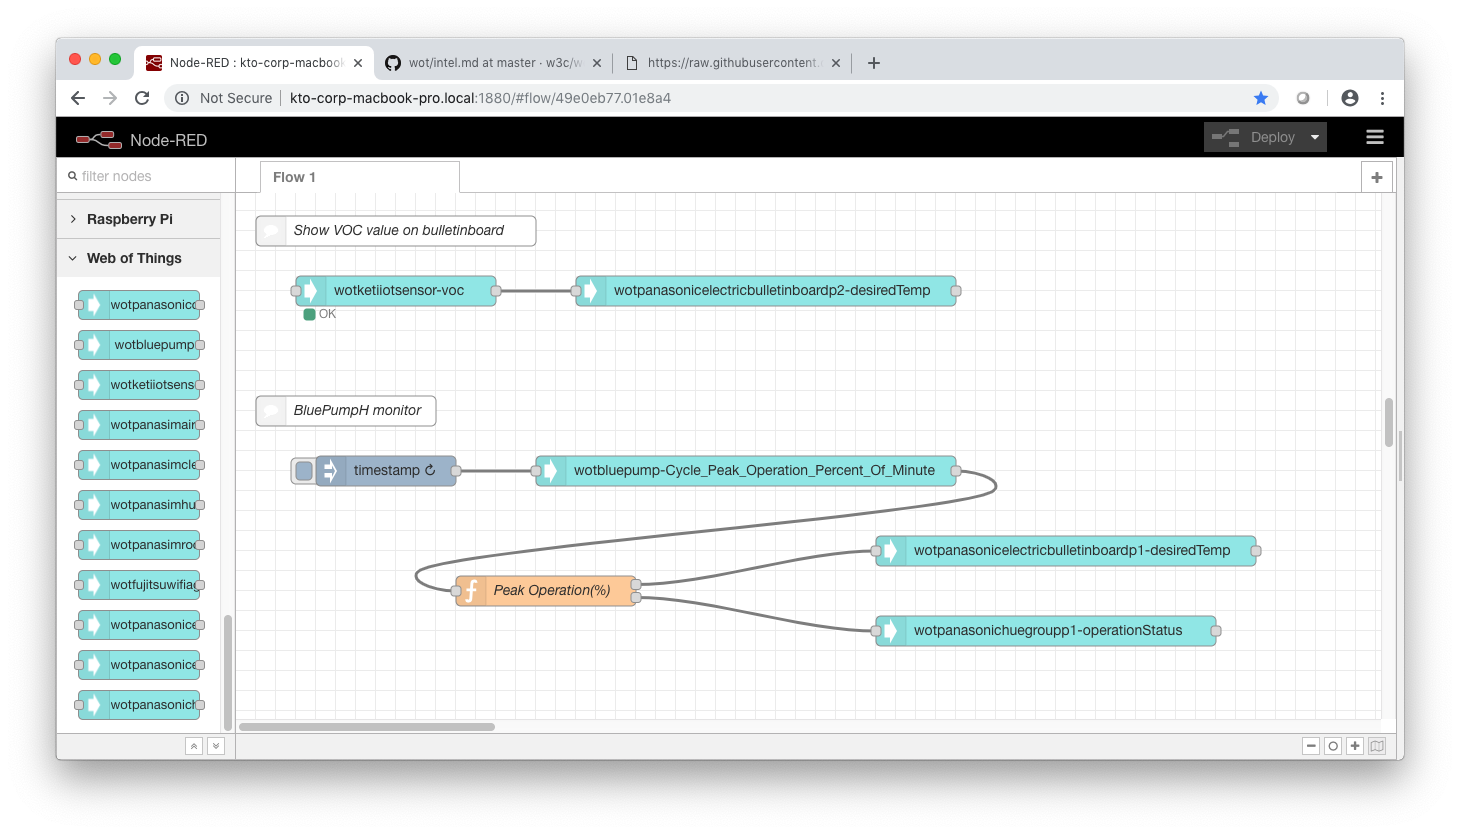 Node-RED : kto-corp-macbook
wot/intel.md at master · w3c/w
https://raw.githubusercontent.
Not Secure
kto-corp-macbook-pro.local:1880/#flow/49e0eb77.01e8a4
Node-RED
Deploy
filter nodes
Flow 1
Raspberry Pi
Web of Things
wotpanasonicc
wotbluepump
wotketiiotsens
wotpanasimair
wotpanasimcle
wotpanasimhu
wotpanasimroe
wotfujitsuwifiag
wotpanasonice
wotpanasonice
wotpanasonich
Show VOC value on bulletinboard
wotketiiotsensor-voc
wotpanasonicelectricbulletinboardp2-desiredTemp
OK
BluePumpH monitor
timestamp ↻
wotbluepump-Cycle_Peak_Operation_Percent_Of_Minute
wotpanasonicelectricbulletinboardp1-desiredTemp
Peak Operation(%)
wotpanasonichuegroupp1-operationStatus